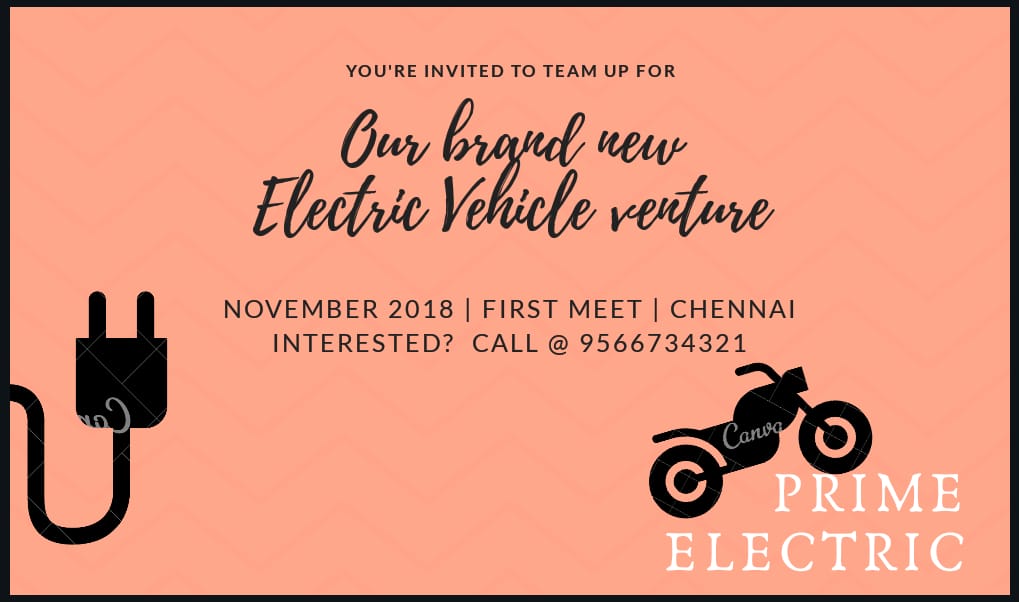 YOU'RE INVITED TO TEAM UP FOR
Our brand new
Electric Vehicle venture
NOVEMBER 2018 | FIRST MEET | CHENNAI
INTERESTED? CALL @ 9566734321
Canva
Canva
PRIME
ELECTRIC